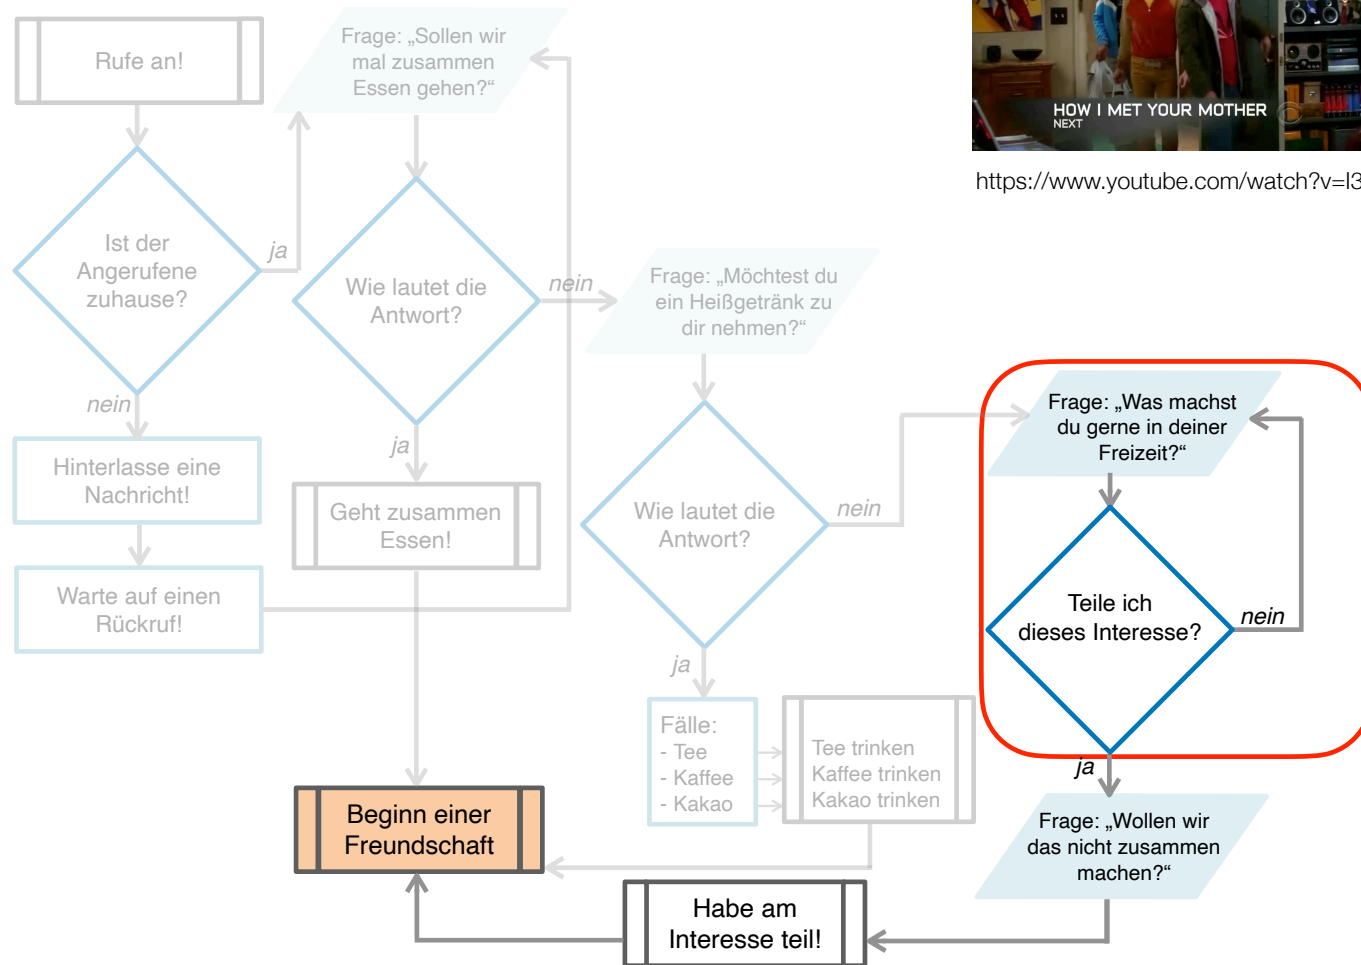 Rufe an!
Frage: „Sollen wir
mal zusammen
Essen gehen?“
HOW I MET YOUR MOTHER
NEXT
https://www.youtube.com/watch?v=I3
Ist der
Angerufene
zuhause?
ja
nein
Wie lautet die
Antwort?
nein
ja
Frage: „Möchtest du
ein Heißgetränk zu
dir nehmen?“
Hinterlasse eine
Nachricht!
Warte auf einen
Rückruf!
Geht zusammen
Essen!
Wie lautet die
Antwort?
nein
ja
Frage: „Was machst
du gerne in deiner
Freizeit?“
Teile ich
dieses Interesse?
nein
ja
Fälle:
- Tee
- Kaffee
- Kakao
Tee trinken
Kaffee trinken
Kakao trinken
Frage: „Wollen wir
das nicht zusammen
machen?“
Beginn einer
Freundschaft
Habe am
Interesse teil!